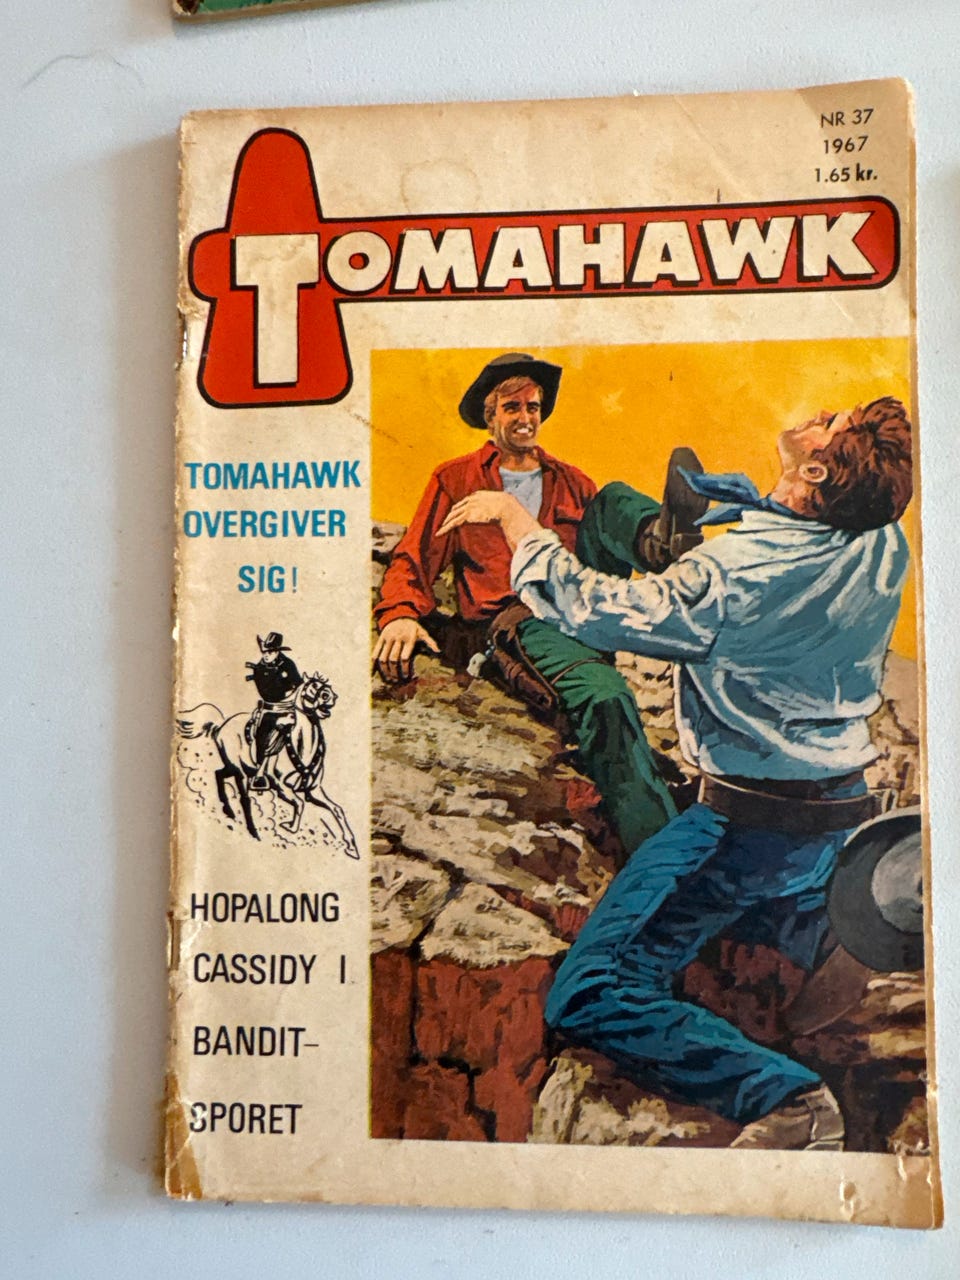 NR 37
1967
1.65 kr.
TOMAHAWK
TOMAHAWK
OVERGIVER
SIG!
HOPALONG
CASSIDY I
BANDIT–
SPORET